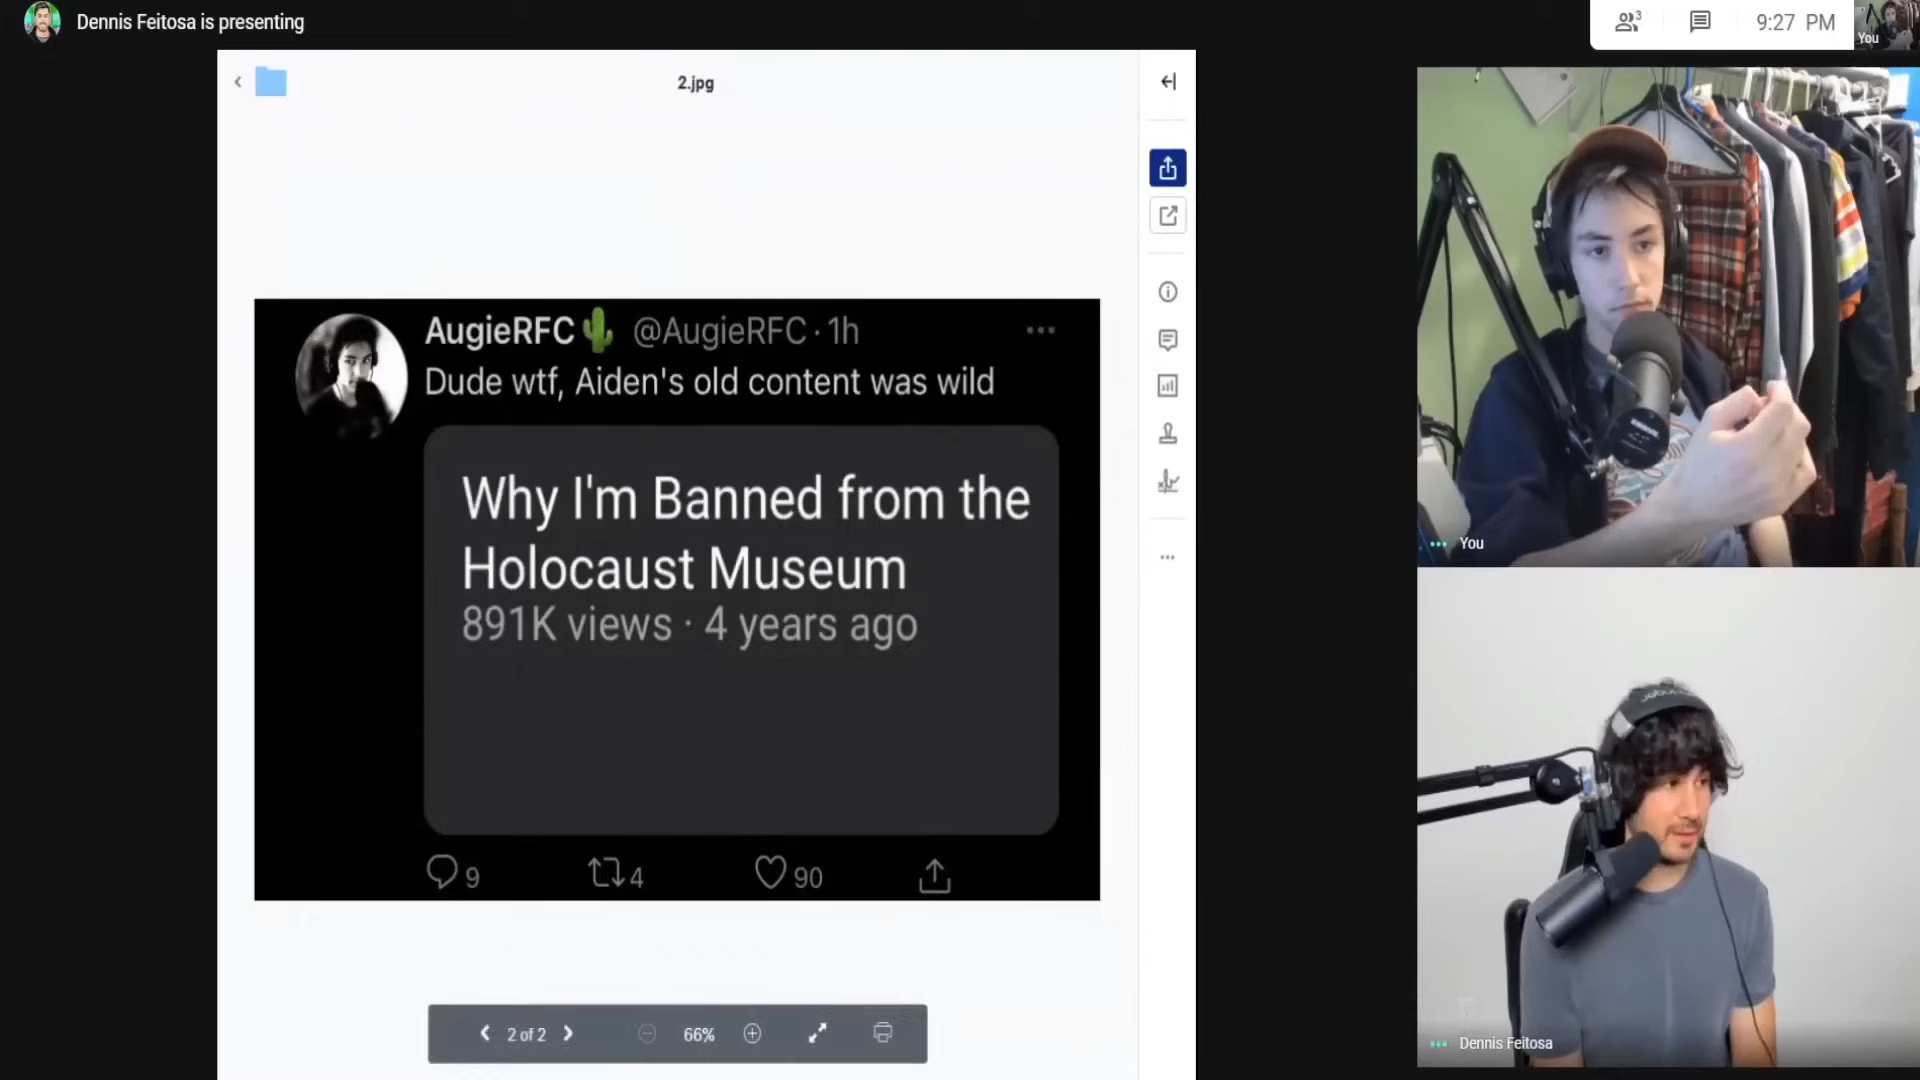 Dennis Feitosa is presenting
3
9:27 PM
You
2.jpg
AugieRFC🌵 @AugieRFC · 1h
Dude wtf, Aiden's old content was wild
Why I'm Banned from the
Holocaust Museum
891K views · 4 years ago
9 4 90
2 of 2 66%
You
Dennis Feitosa